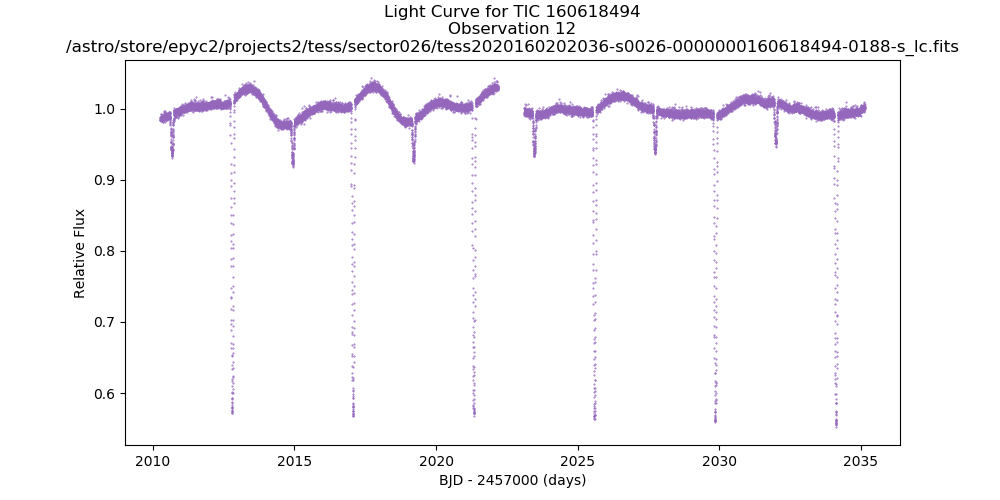 Light Curve for TIC 160618494
Observation 12
/astro/store/epyc2/projects2/tess/sector026/tess2020160202036-s0026-0000000160618494-0188-s_lc.fits
1.0
0.9
0.8
0.7
0.6
Relative Flux
2010
2015
2020
2025
2030
2035
BJD - 2457000 (days)